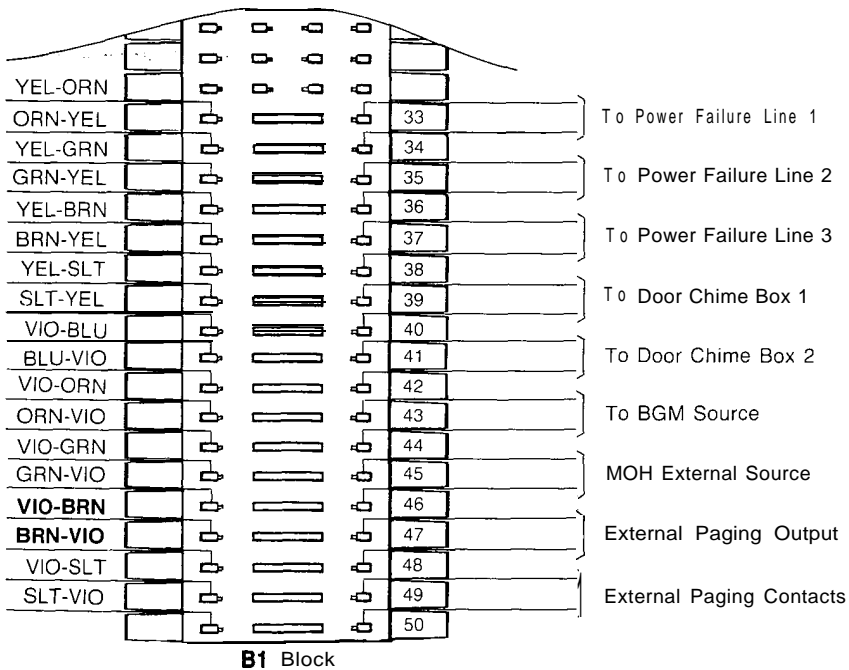 YEL-ORN
ORN-YEL 33 To Power Failure Line 1
YEL-GRN 34
GRN-YEL 35 To Power Failure Line 2
YEL-BRN 36
BRN-YEL 37 To Power Failure Line 3
YEL-SLT 38
SLT-YEL 39 To Door Chime Box 1
VIO-BLU 40
BLU-VIO 41 To Door Chime Box 2
VIO-ORN 42
ORN-VIO 43 To BGM Source
VIO-GRN 44
GRN-VIO 45 MOH External Source
VIO-BRN 46
BRN-VIO 47 External Paging Output
VIO-SLT 48
SLT-VIO 49 External Paging Contacts
50
B1 Block